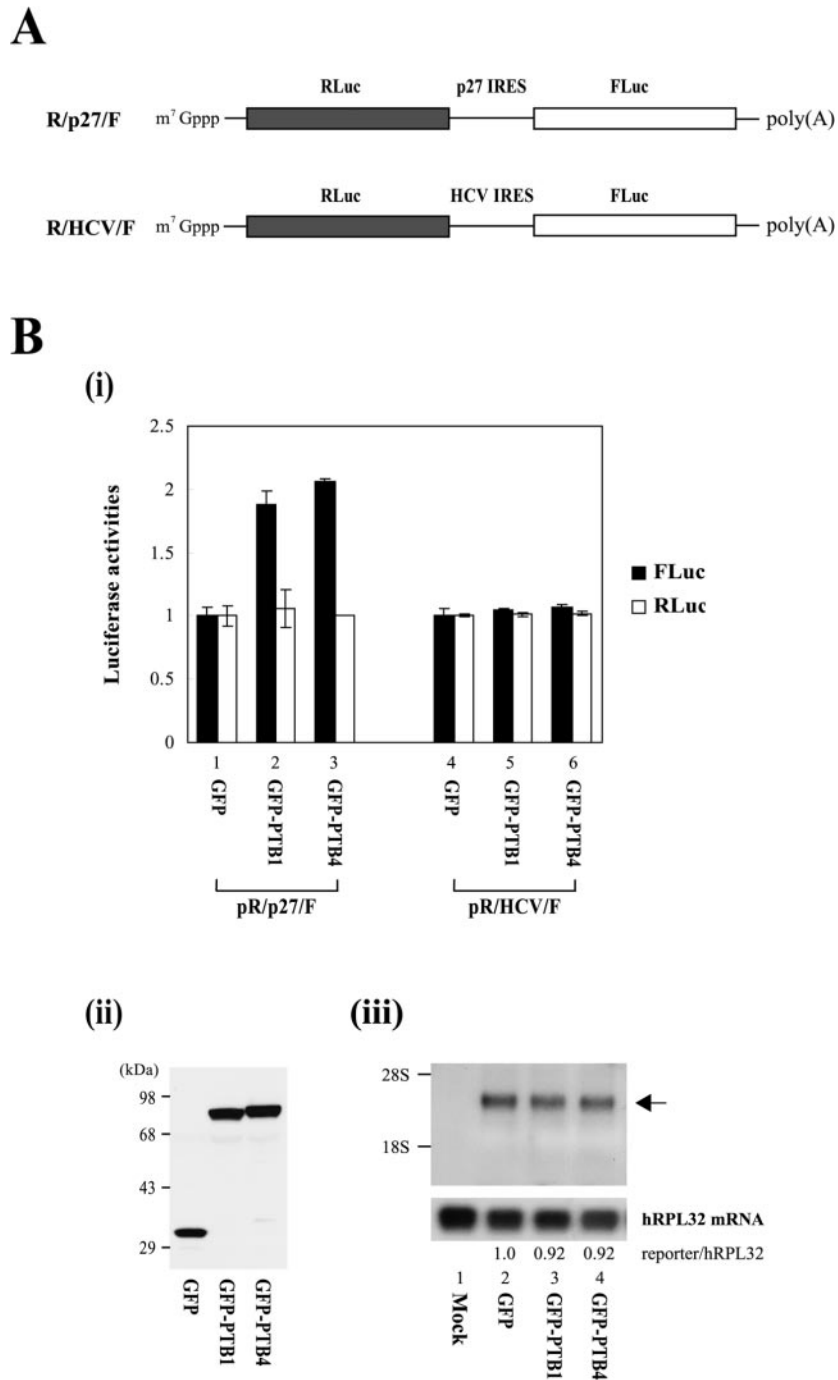 A
RLuc p27 IRES FLuc
R/p27/F m⁷ Gppp poly(A)
RLuc HCV IRES FLuc
R/HCV/F m⁷ Gppp poly(A)
B
(i)
Luciferase activities
2.5
2
1.5
1
0.5
0
FLuc
RLuc
1 2 3 4 5 6
GFP GFP-PTB1 GFP-PTB4 GFP GFP-PTB1 GFP-PTB4
pR/p27/F pR/HCV/F
(ii)
(kDa)
98
68
43
29
GFP GFP-PTB1 GFP-PTB4
(iii)
28S
18S
hRPL32 mRNA
1.0 0.92 0.92 reporter/hRPL32
1 2 3 4
Mock GFP GFP-PTB1 GFP-PTB4